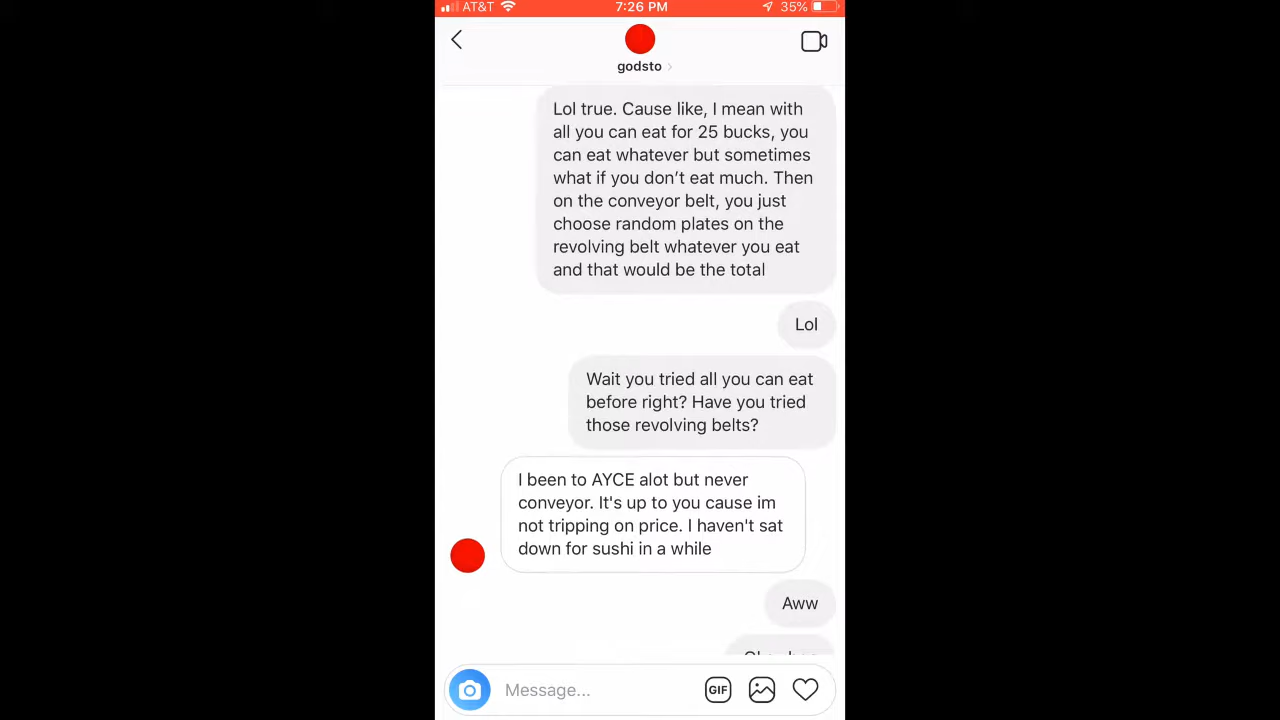 AT&T 7:26 PM 35%
godsto
Lol true. Cause like, I mean with
all you can eat for 25 bucks, you
can eat whatever but sometimes
what if you don’t eat much. Then
on the conveyor belt, you just
choose random plates on the
revolving belt whatever you eat
and that would be the total
Lol
Wait you tried all you can eat
before right? Have you tried
those revolving belts?
I been to AYCE alot but never
conveyor. It's up to you cause im
not tripping on price. I haven't sat
down for sushi in a while
Aww
Message...
GIF